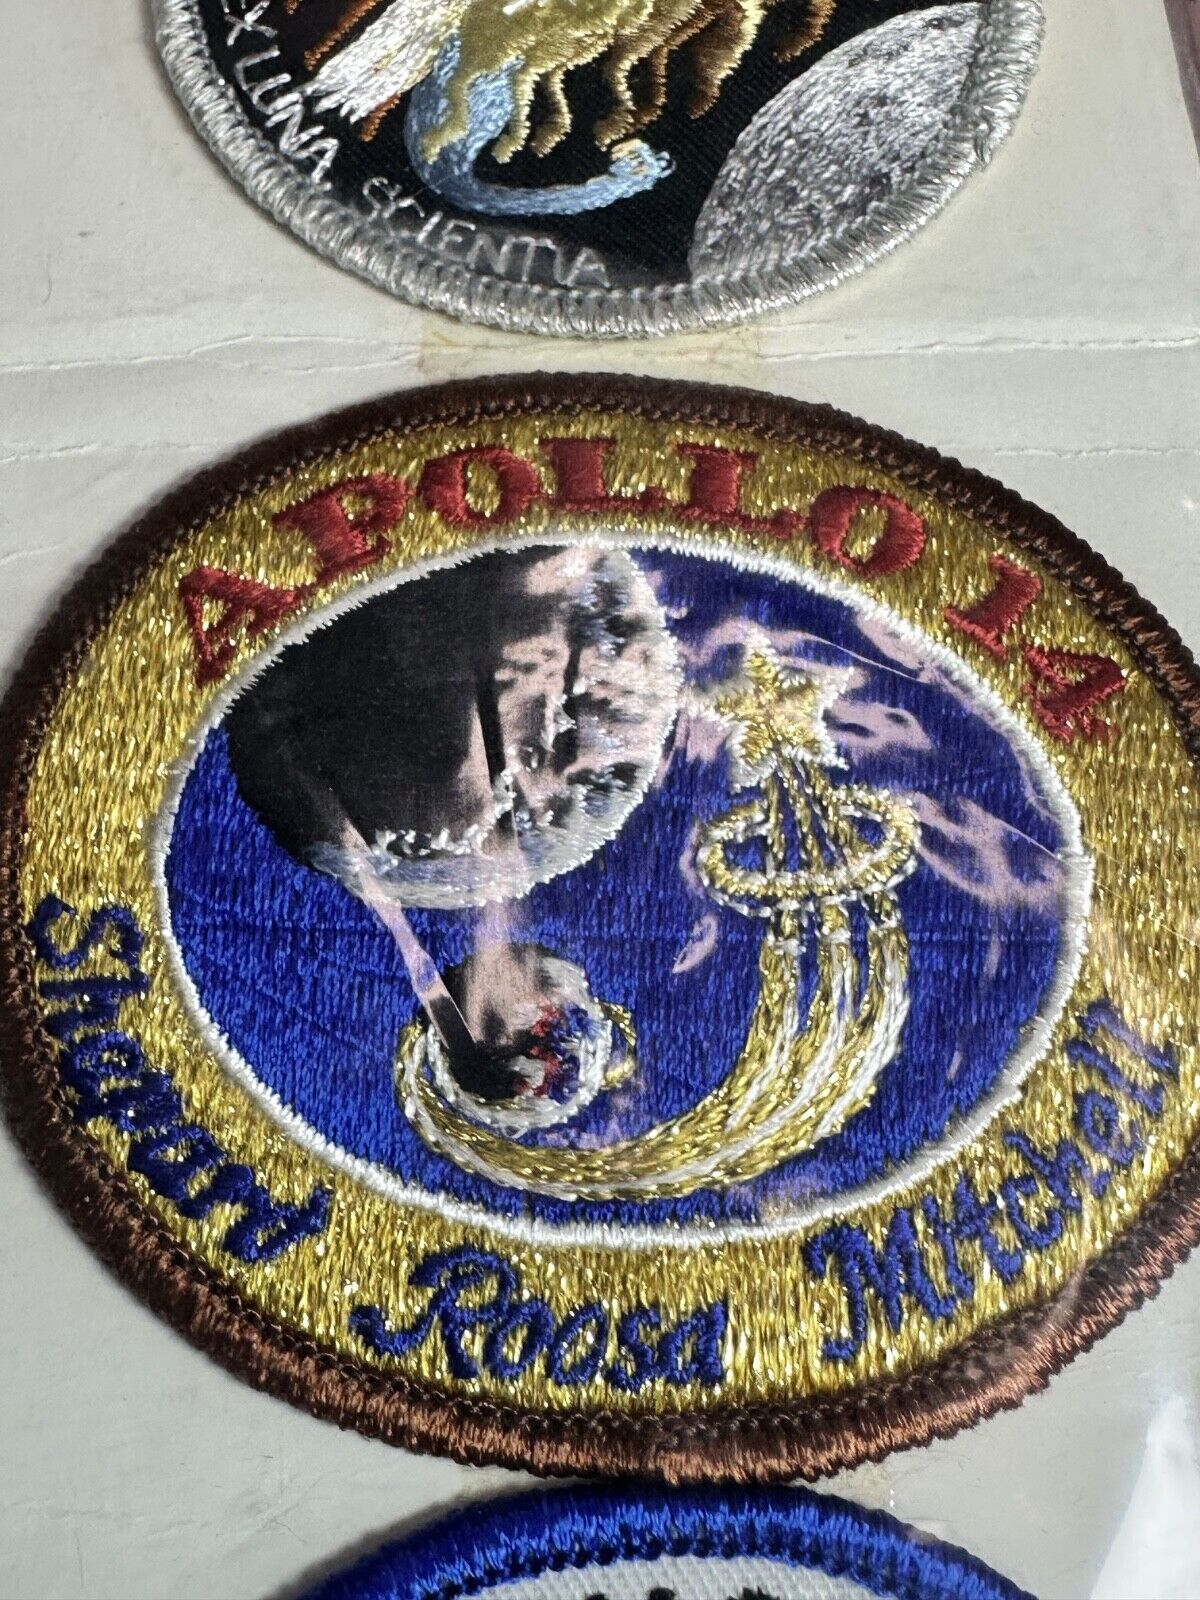 EX LUNA, SCIENTIA
APOLLO 14
Shepard Roosa Mitchell